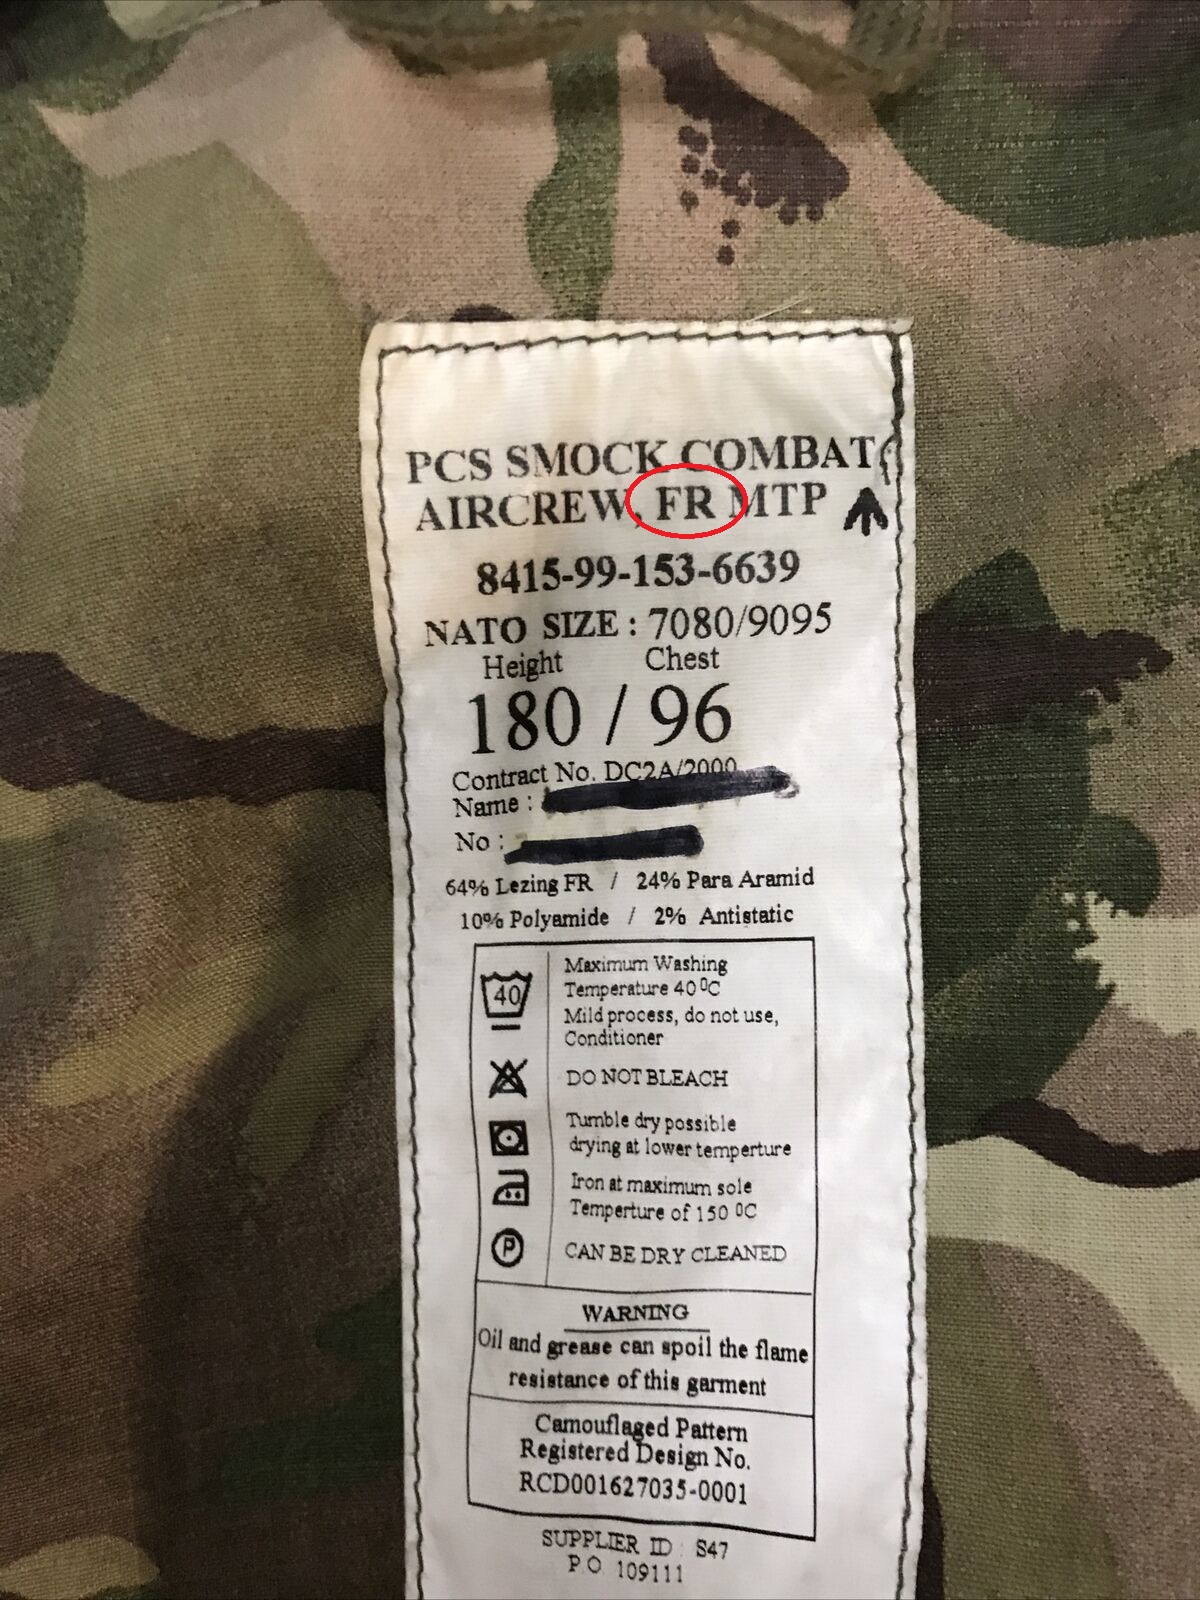 PCS SMOCK COMBAT
AIRCREW, FR MTP
8415-99-153-6639
NATO SIZE : 7080/9095
Height Chest
180 / 96
Contract No. DC2A/2000
Name :
No :
64% Lezing FR / 24% Para Aramid
10% Polyamide / 2% Antistatic
40
Maximum Washing
Temperature 40 ⁰C
Mild process, do not use,
Conditioner
DO NOT BLEACH
Tumble dry possible
drying at lower temperture
Iron at maximum sole
Temperture of 150 ⁰C
P
CAN BE DRY CLEANED
WARNING
Oil and grease can spoil the flame
resistance of this garment
Camouflaged Pattern
Registered Design No.
RCD001627035-0001
SUPPLIER ID : S47
P O 109111